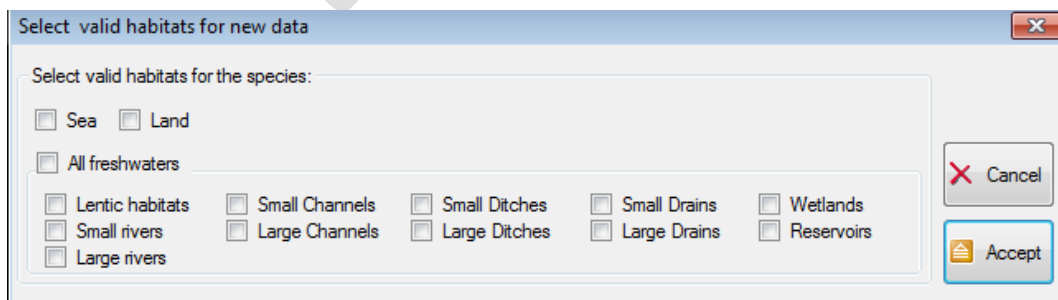 Select valid habitats for new data
Select valid habitats for the species:
Sea Land
All freshwaters
Cancel
Lentic habitats Small Channels Small Ditches Small Drains Wetlands
Small rivers Large Channels Large Ditches Large Drains Reservoirs
Large rivers
Accept